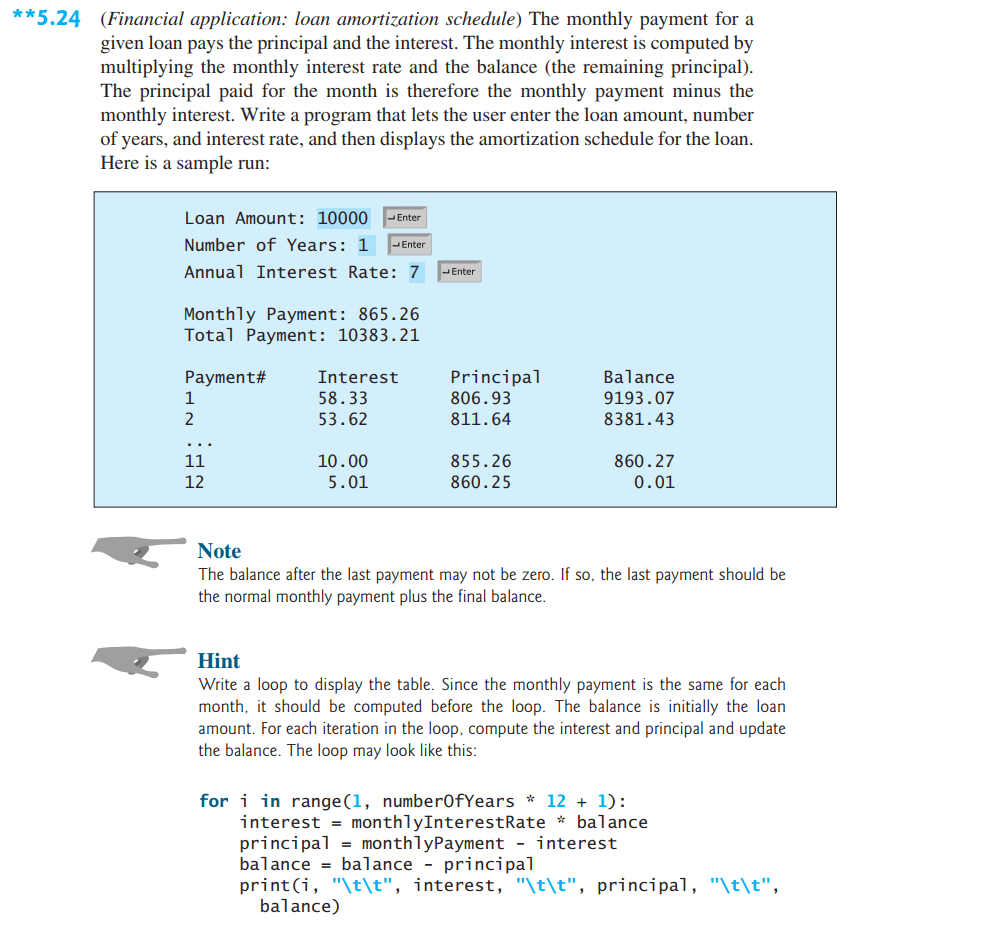 **5.24 (Financial application: loan amortization schedule) The monthly payment for a
given loan pays the principal and the interest. The monthly interest is computed by
multiplying the monthly interest rate and the balance (the remaining principal).
The principal paid for the month is therefore the monthly payment minus the
monthly interest. Write a program that lets the user enter the loan amount, number
of years, and interest rate, and then displays the amortization schedule for the loan.
Here is a sample run:
Loan Amount: 10000 ↵Enter
Number of Years: 1 ↵Enter
Annual Interest Rate: 7 ↵Enter
Monthly Payment: 865.26
Total Payment: 10383.21
Payment# Interest Principal Balance
1 58.33 806.93 9193.07
2 53.62 811.64 8381.43
...
11 10.00 855.26 860.27
12 5.01 860.25 0.01
Note
The balance after the last payment may not be zero. If so, the last payment should be
the normal monthly payment plus the final balance.
Hint
Write a loop to display the table. Since the monthly payment is the same for each
month, it should be computed before the loop. The balance is initially the loan
amount. For each iteration in the loop, compute the interest and principal and update
the balance. The loop may look like this:
for i in range(1, numberOfYears * 12 + 1):
    interest = monthlyInterestRate * balance
    principal = monthlyPayment - interest
    balance = balance - principal
    print(i, "\t\t", interest, "\t\t", principal, "\t\t",
      balance)